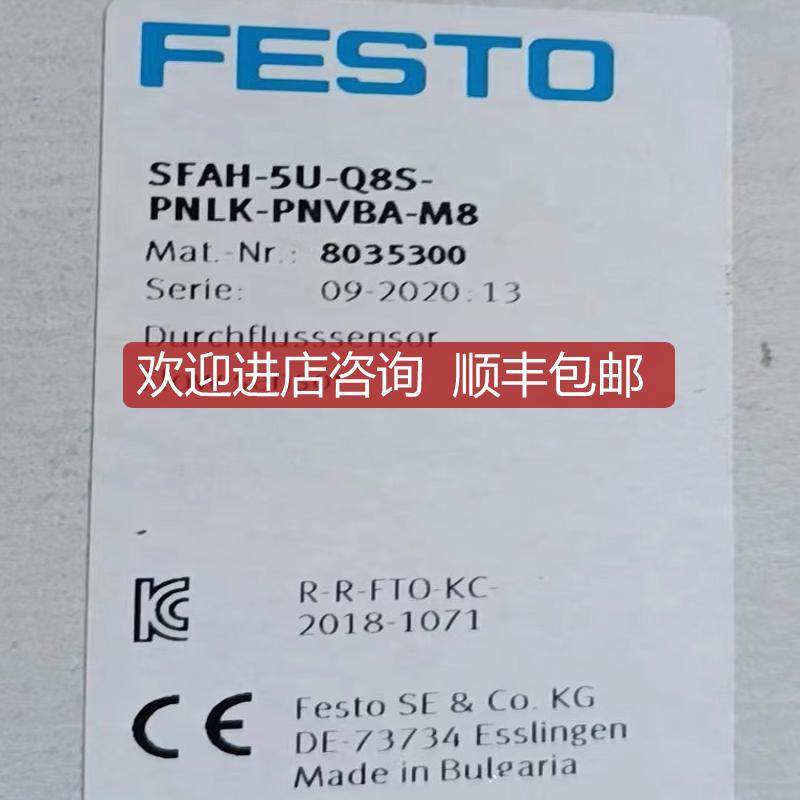 FESTO
SFAH-5U-Q8S-
PNLK-PNVBA-M8
Mat.-Nr.: 8035300
Serie: 09-2020:13
Durchflusssensor
欢迎进店咨询 顺丰包邮
KC
R-R-FTO-KC-
2018-1071
CE
Festo SE & Co. KG
DE-73734 Esslingen
Made in Bulgaria